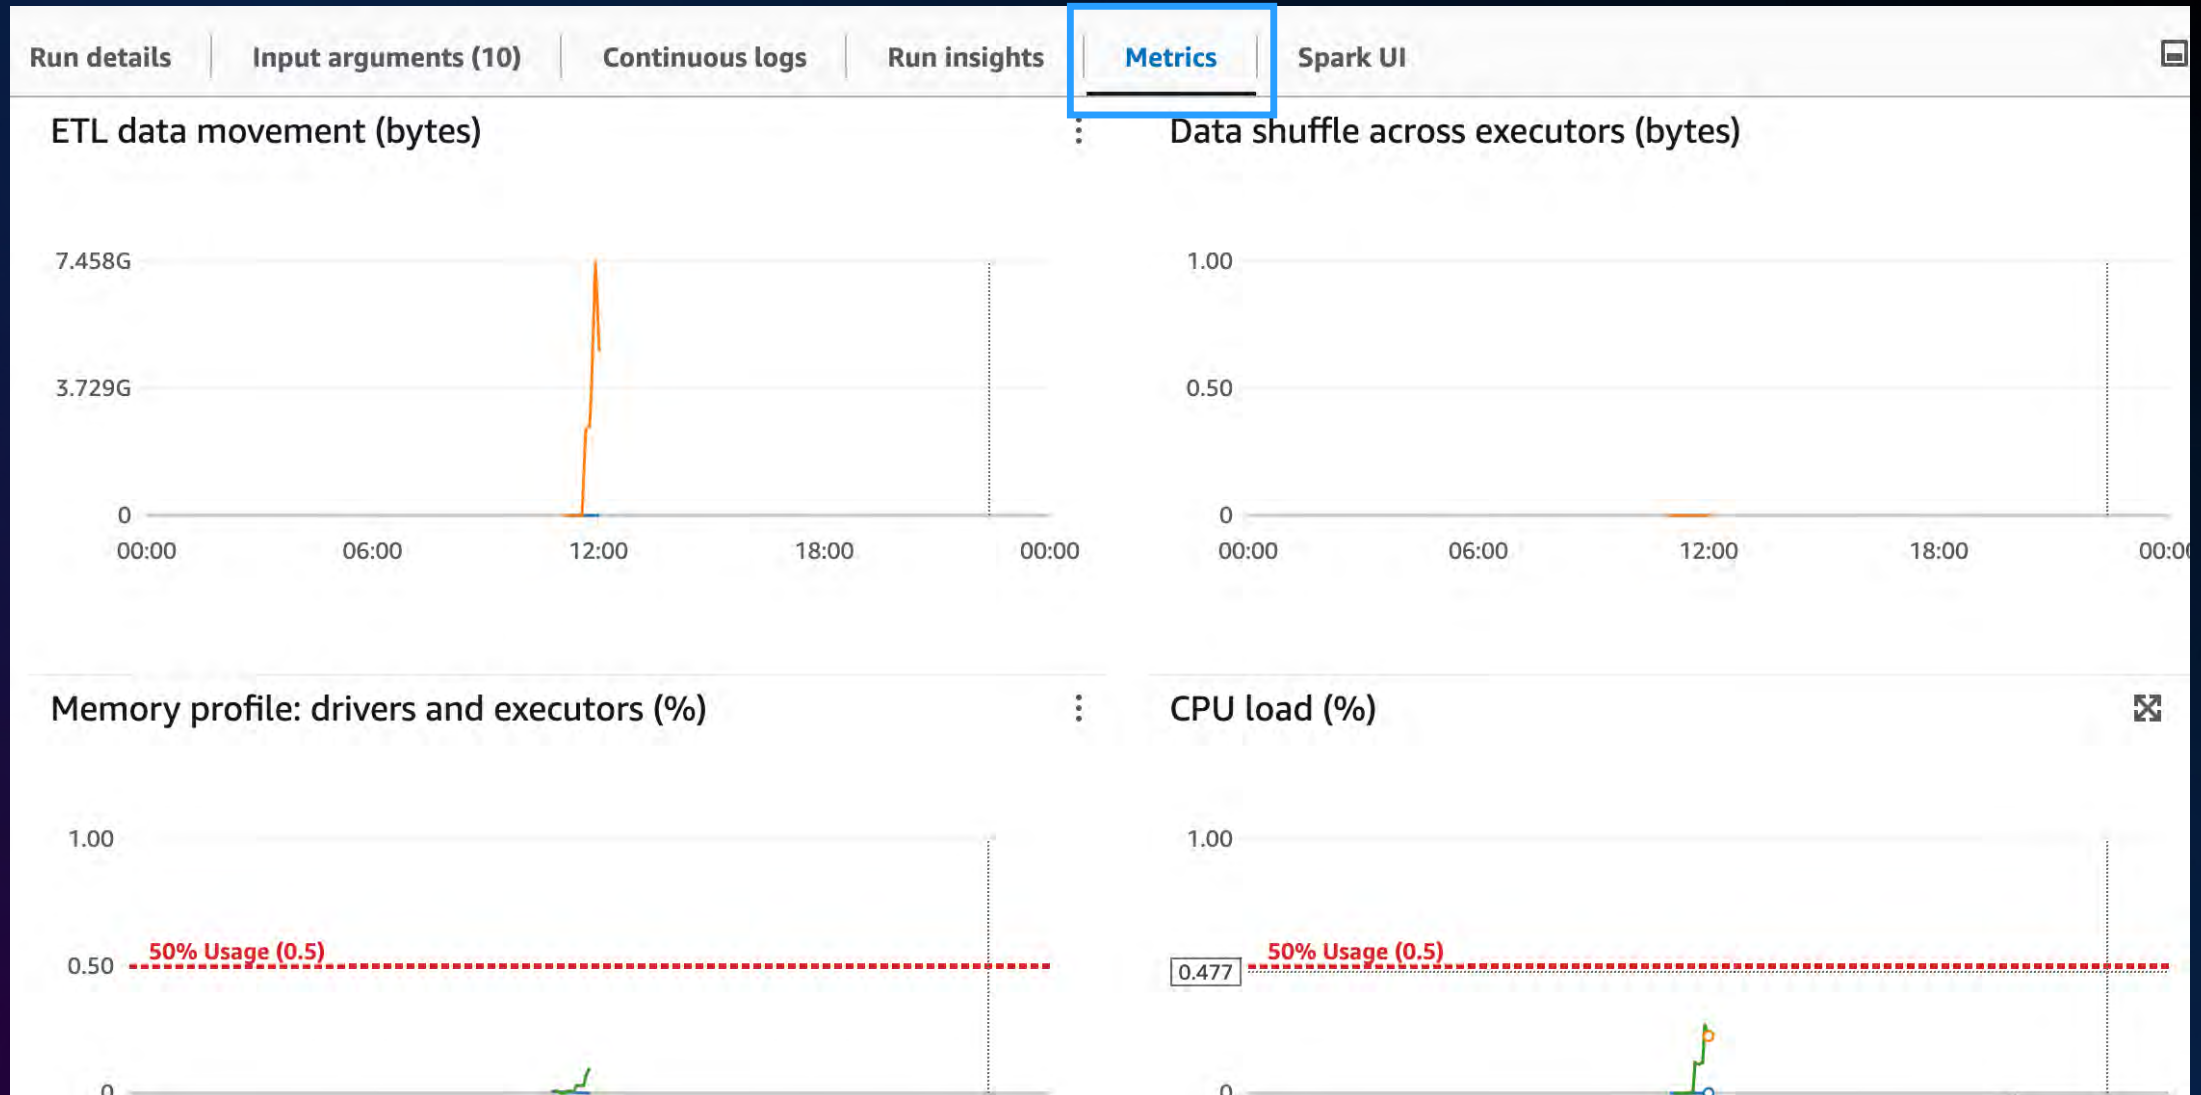 Run details
Input arguments (10)
Continuous logs
Run insights
Metrics
Spark UI
ETL data movement (bytes)
7.458G
3.729G
0
00:00 06:00 12:00 18:00 00:00
Data shuffle across executors (bytes)
1.00
0.50
0
00:00 06:00 12:00 18:00 00:00
Memory profile: drivers and executors (%)
1.00
50% Usage (0.5)
0.50
0
CPU load (%)
1.00
50% Usage (0.5)
0.477
0